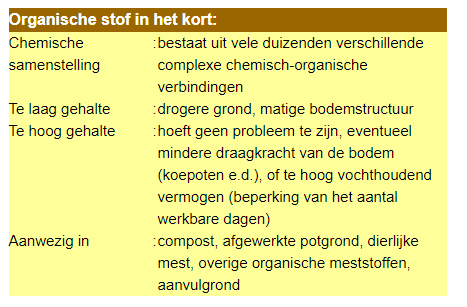 Organische stof in het kort:
Chemische : bestaat uit vele duizenden verschillende
samenstelling complexe chemisch-organische
verbindingen
Te laag gehalte : drogere grond, matige bodemstructuur
Te hoog gehalte : hoeft geen probleem te zijn, eventueel
mindere draagkracht van de bodem
(koepoten e.d.), of te hoog vochthoudend
vermogen (beperking van het aantal
werkbare dagen)
Aanwezig in : compost, afgewerkte potgrond, dierlijke
mest, overige organische meststoffen,
aanvulgrond